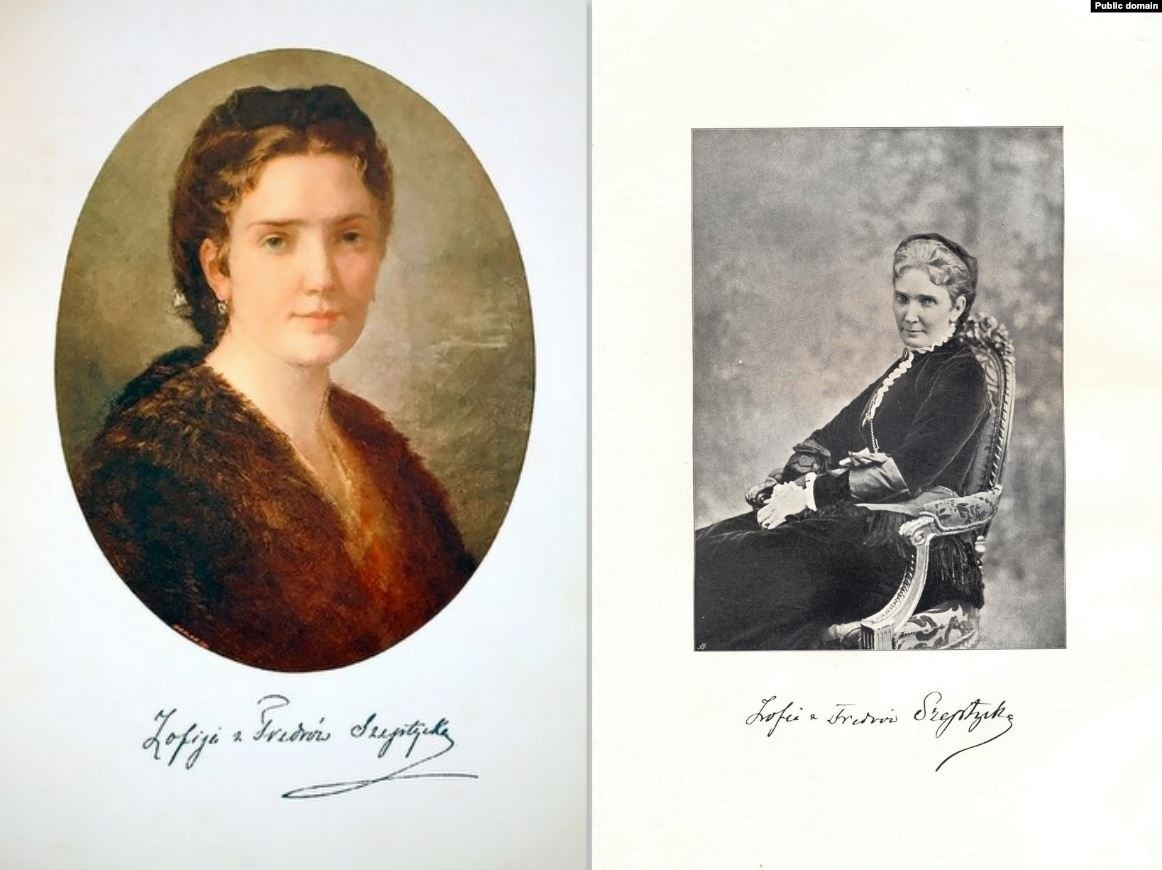 Public domain
Zofija z Fredrów Szeptycka
Zofia z Fredrów Szeptycka